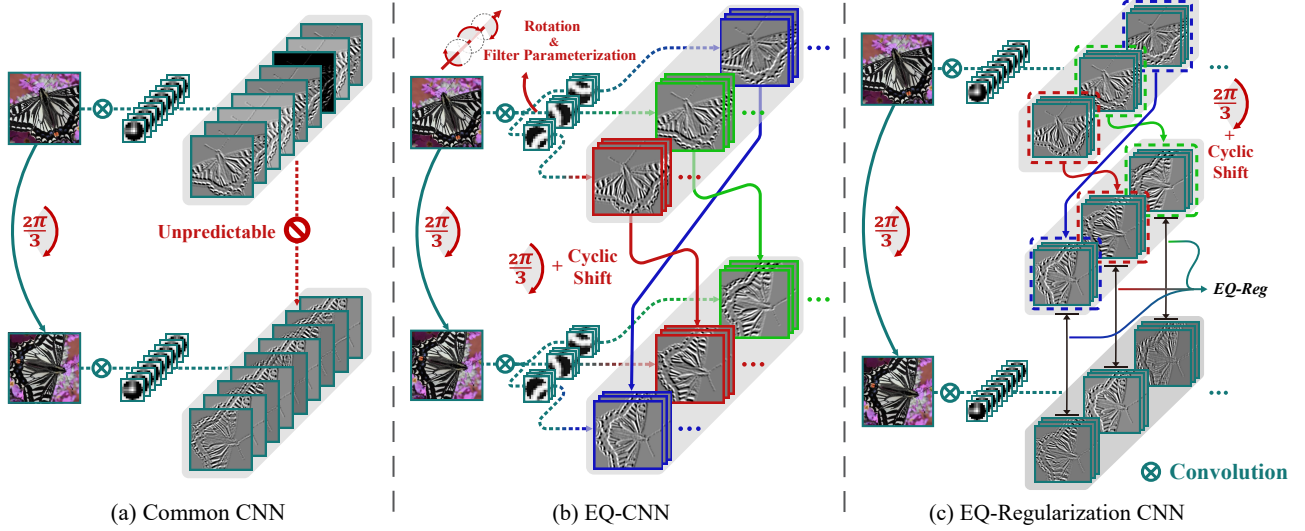 2π
3
Unpredictable
(a) Common CNN
Rotation
&
Filter Parameterization
2π
3
2π
3
+ Cyclic
Shift
(b) EQ-CNN
2π
3
2π
3
+
Cyclic
Shift
EQ-Reg
Convolution
(c) EQ-Regularization CNN